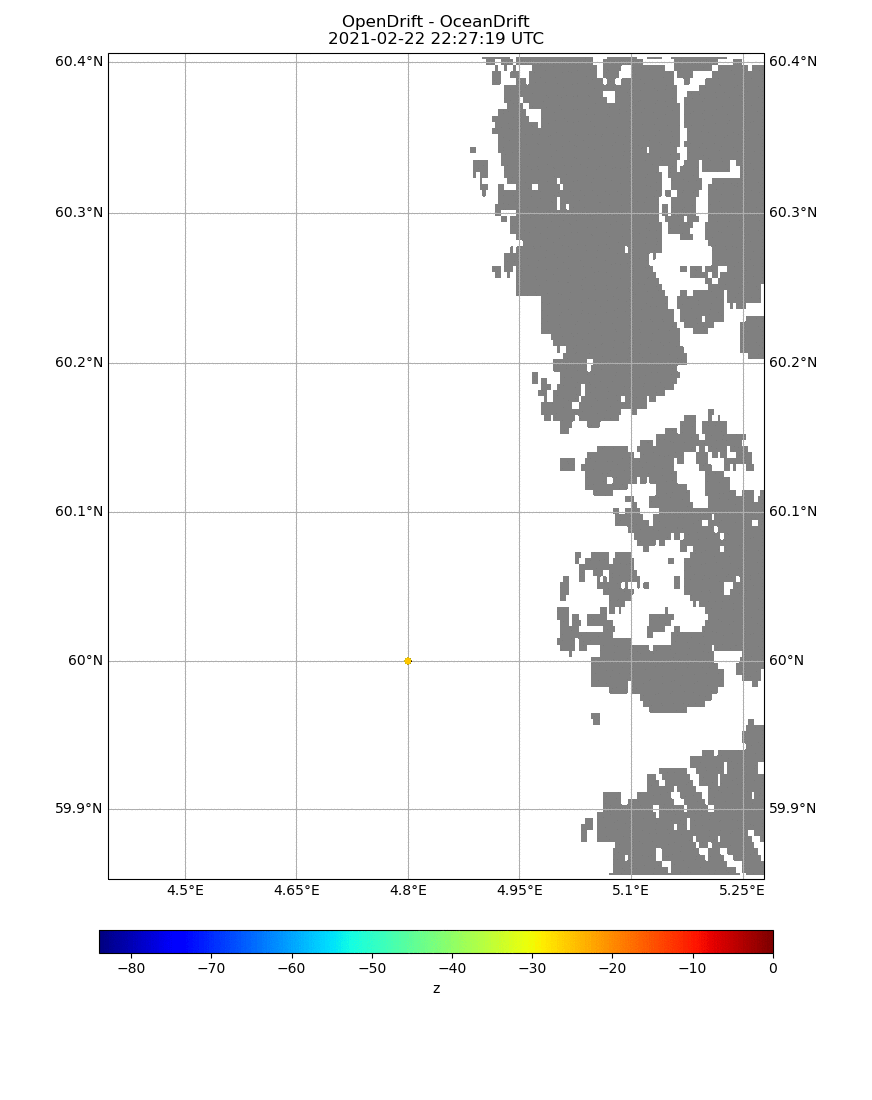 OpenDrift - OceanDrift
2021-02-22 22:27:19 UTC
60.4°N 60.4°N
60.3°N 60.3°N
60.2°N 60.2°N
60.1°N 60.1°N
60°N 60°N
59.9°N 59.9°N
4.5°E 4.65°E 4.8°E 4.95°E 5.1°E 5.25°E
−80 −70 −60 −50 −40 −30 −20 −10 0
z